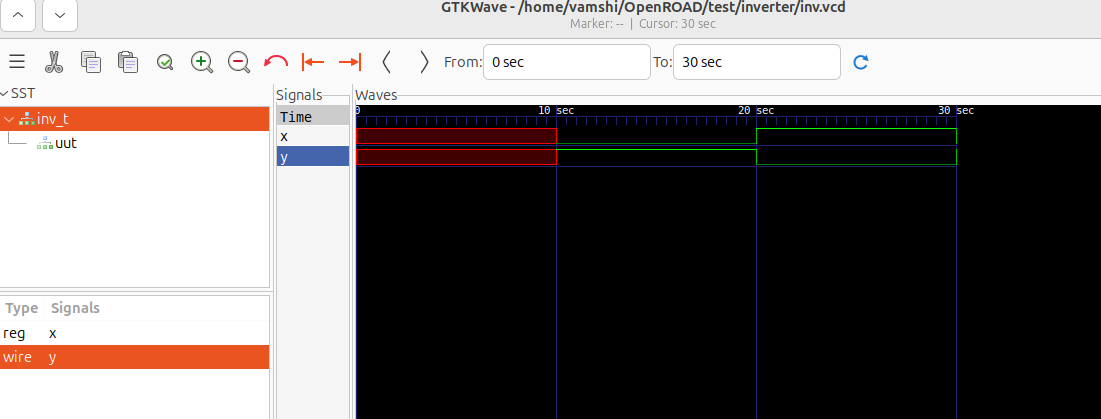 GTKWave - /home/vamshi/OpenROAD/test/inverter/inv.vcd
Marker: -- | Cursor: 30 sec
From: 0 sec To: 30 sec
SST
inv_t
uut
Type Signals
reg x
wire y
Signals
Time
x
y
Waves
0 10 sec 20 sec 30 sec